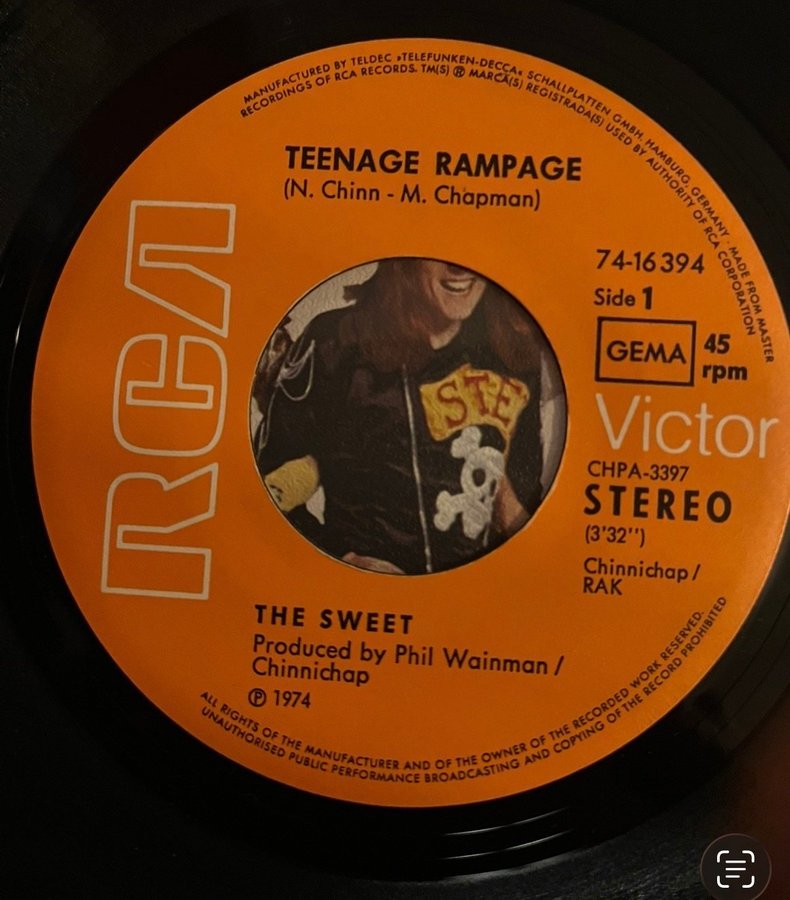 MANUFACTURED BY TELDEC »TELEFUNKEN-DECCA« SCHALLPLATTEN GMBH, HAMBURG, GERMANY · MADE FROM MASTER
RECORDINGS OF RCA RECORDS. TM(S) ® MARCA(S) REGISTRADA(S) USED BY AUTHORITY OF RCA CORPORATION
TEENAGE RAMPAGE
(N. Chinn - M. Chapman)
RCA
74-16394
Side 1
GEMA
45
rpm
Victor
CHPA-3397
STEREO
(3'32'')
Chinnichap /
RAK
STE
THE SWEET
Produced by Phil Wainman /
Chinnichap
℗ 1974
ALL RIGHTS OF THE MANUFACTURER AND OF THE OWNER OF THE RECORDED WORK RESERVED.
UNAUTHORISED PUBLIC PERFORMANCE BROADCASTING AND COPYING OF THE RECORD PROHIBITED